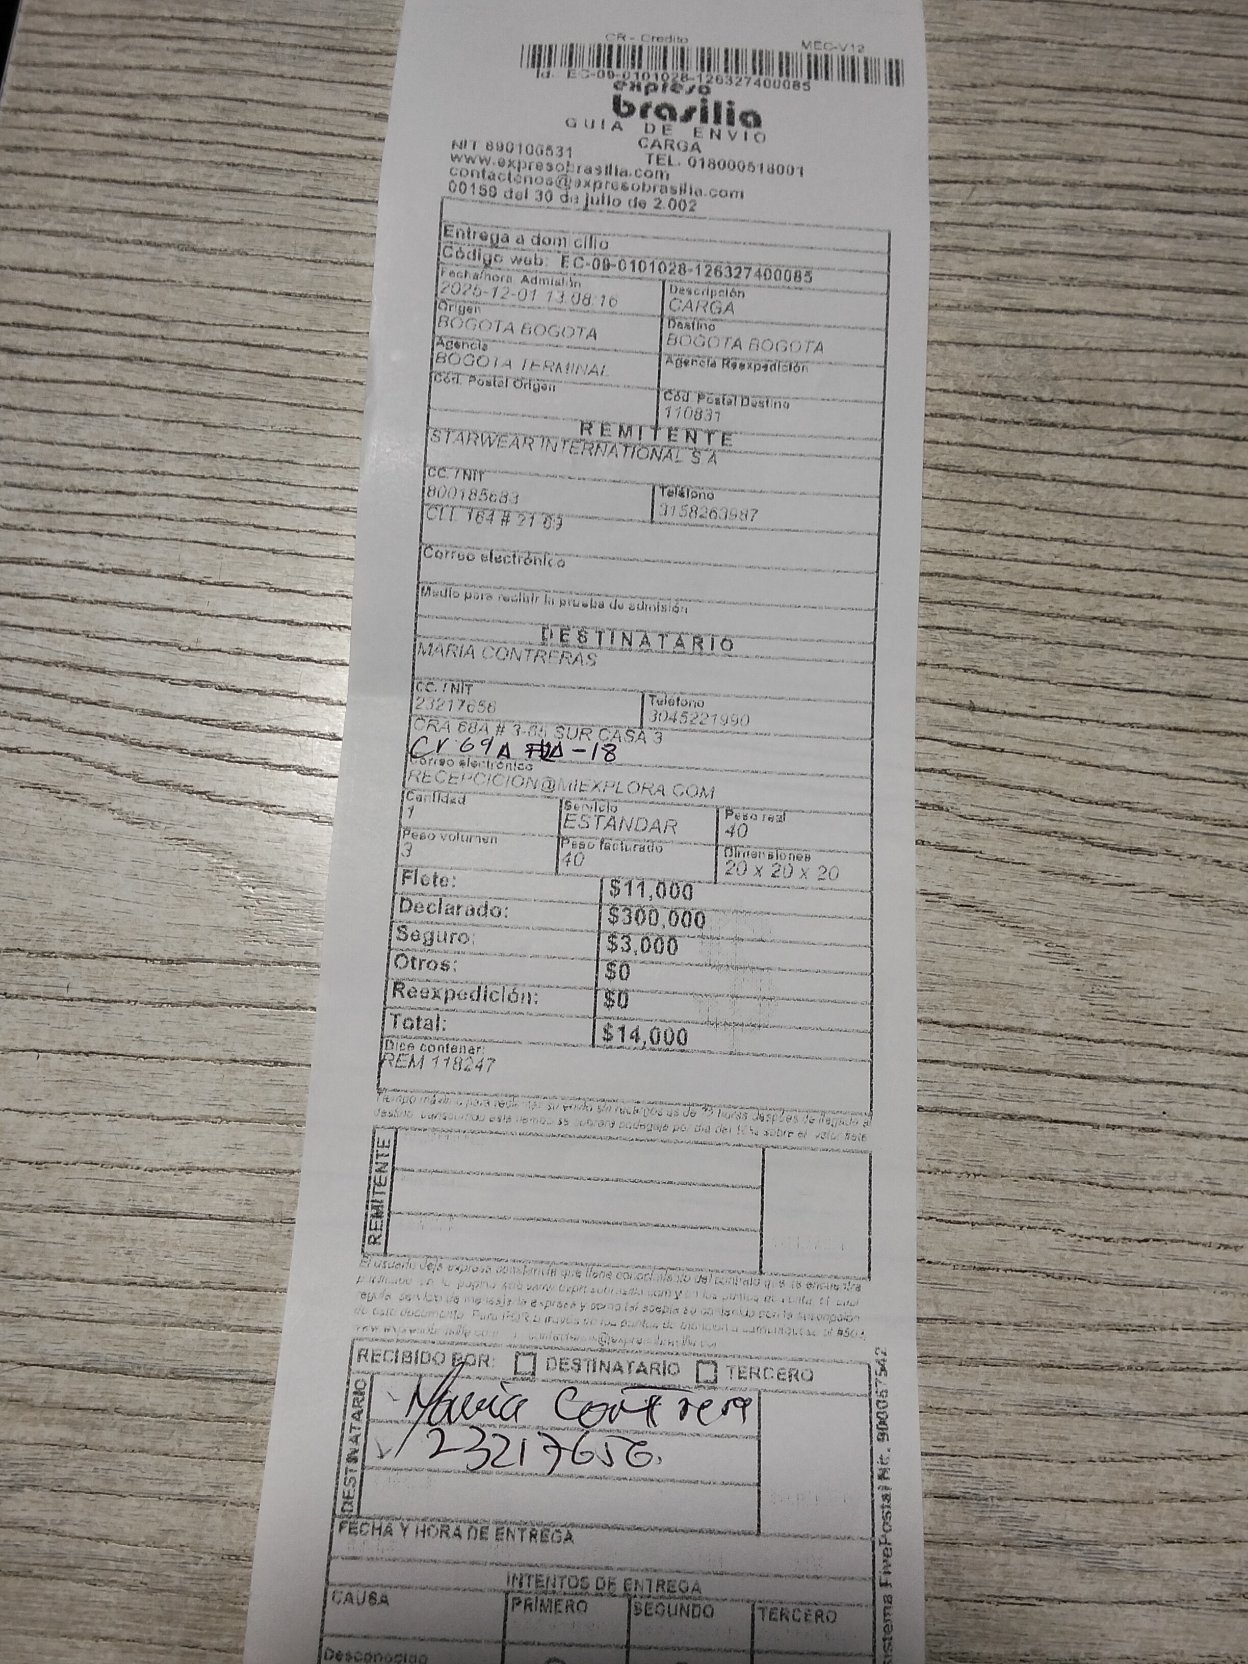 CR - Credito MEC-V12
Id. EC-09-0101028-126327400085
expreso
brasilia
GUIA DE ENVIO
CARGA
NIT 890100531 TEL. 018000518001
www.expresobrasilia.com
contactenos@expresobrasilia.com
00159 del 30 de julio de 2.002
Entrega a domicilio
Código web: EC-09-0101028-126327400085
Fecha/hora Admisión Descripción
2025-12-01 13:08:16 CARGA
Origen Destino
BOGOTA BOGOTA BOGOTA BOGOTA
Agencia Agencia Reexpedición
BOGOTA TERMINAL
Cód. Postal Origen Cód. Postal Destino
110831
REMITENTE
STARWEAR INTERNATIONAL S A
CC. / NIT Teléfono
800185683 3158263987
CLL 164 # 21 09
Correo electrónico
Medio para recibir la prueba de admisión
DESTINATARIO
MARIA CONTRERAS
CC. / NIT Teléfono
23217656 3045221990
CRA 68A # 3-05 SUR CASA 3
Cr 69A -18
Correo electrónico
RECEPCICION@MIEXPLORA.COM
Cantidad Servicio Peso real
1 ESTANDAR 40
Peso volumen Peso facturado Dimensiones
3 40 20 x 20 x 20
Flete: $11,000
Declarado: $300,000
Seguro: $3,000
Otros: $0
Reexpedición: $0
Total: $14,000
Dice contener:
REM 118247
REMITENTE
RECIBIDO POR: DESTINATARIO TERCERO
DESTINATARIO
Maria Contrera
23217656.
FECHA Y HORA DE ENTREGA
INTENTOS DE ENTREGA
CAUSA PRIMERO SEGUNDO TERCERO
Desconocido
sistema FivePostal Nit. 900067542